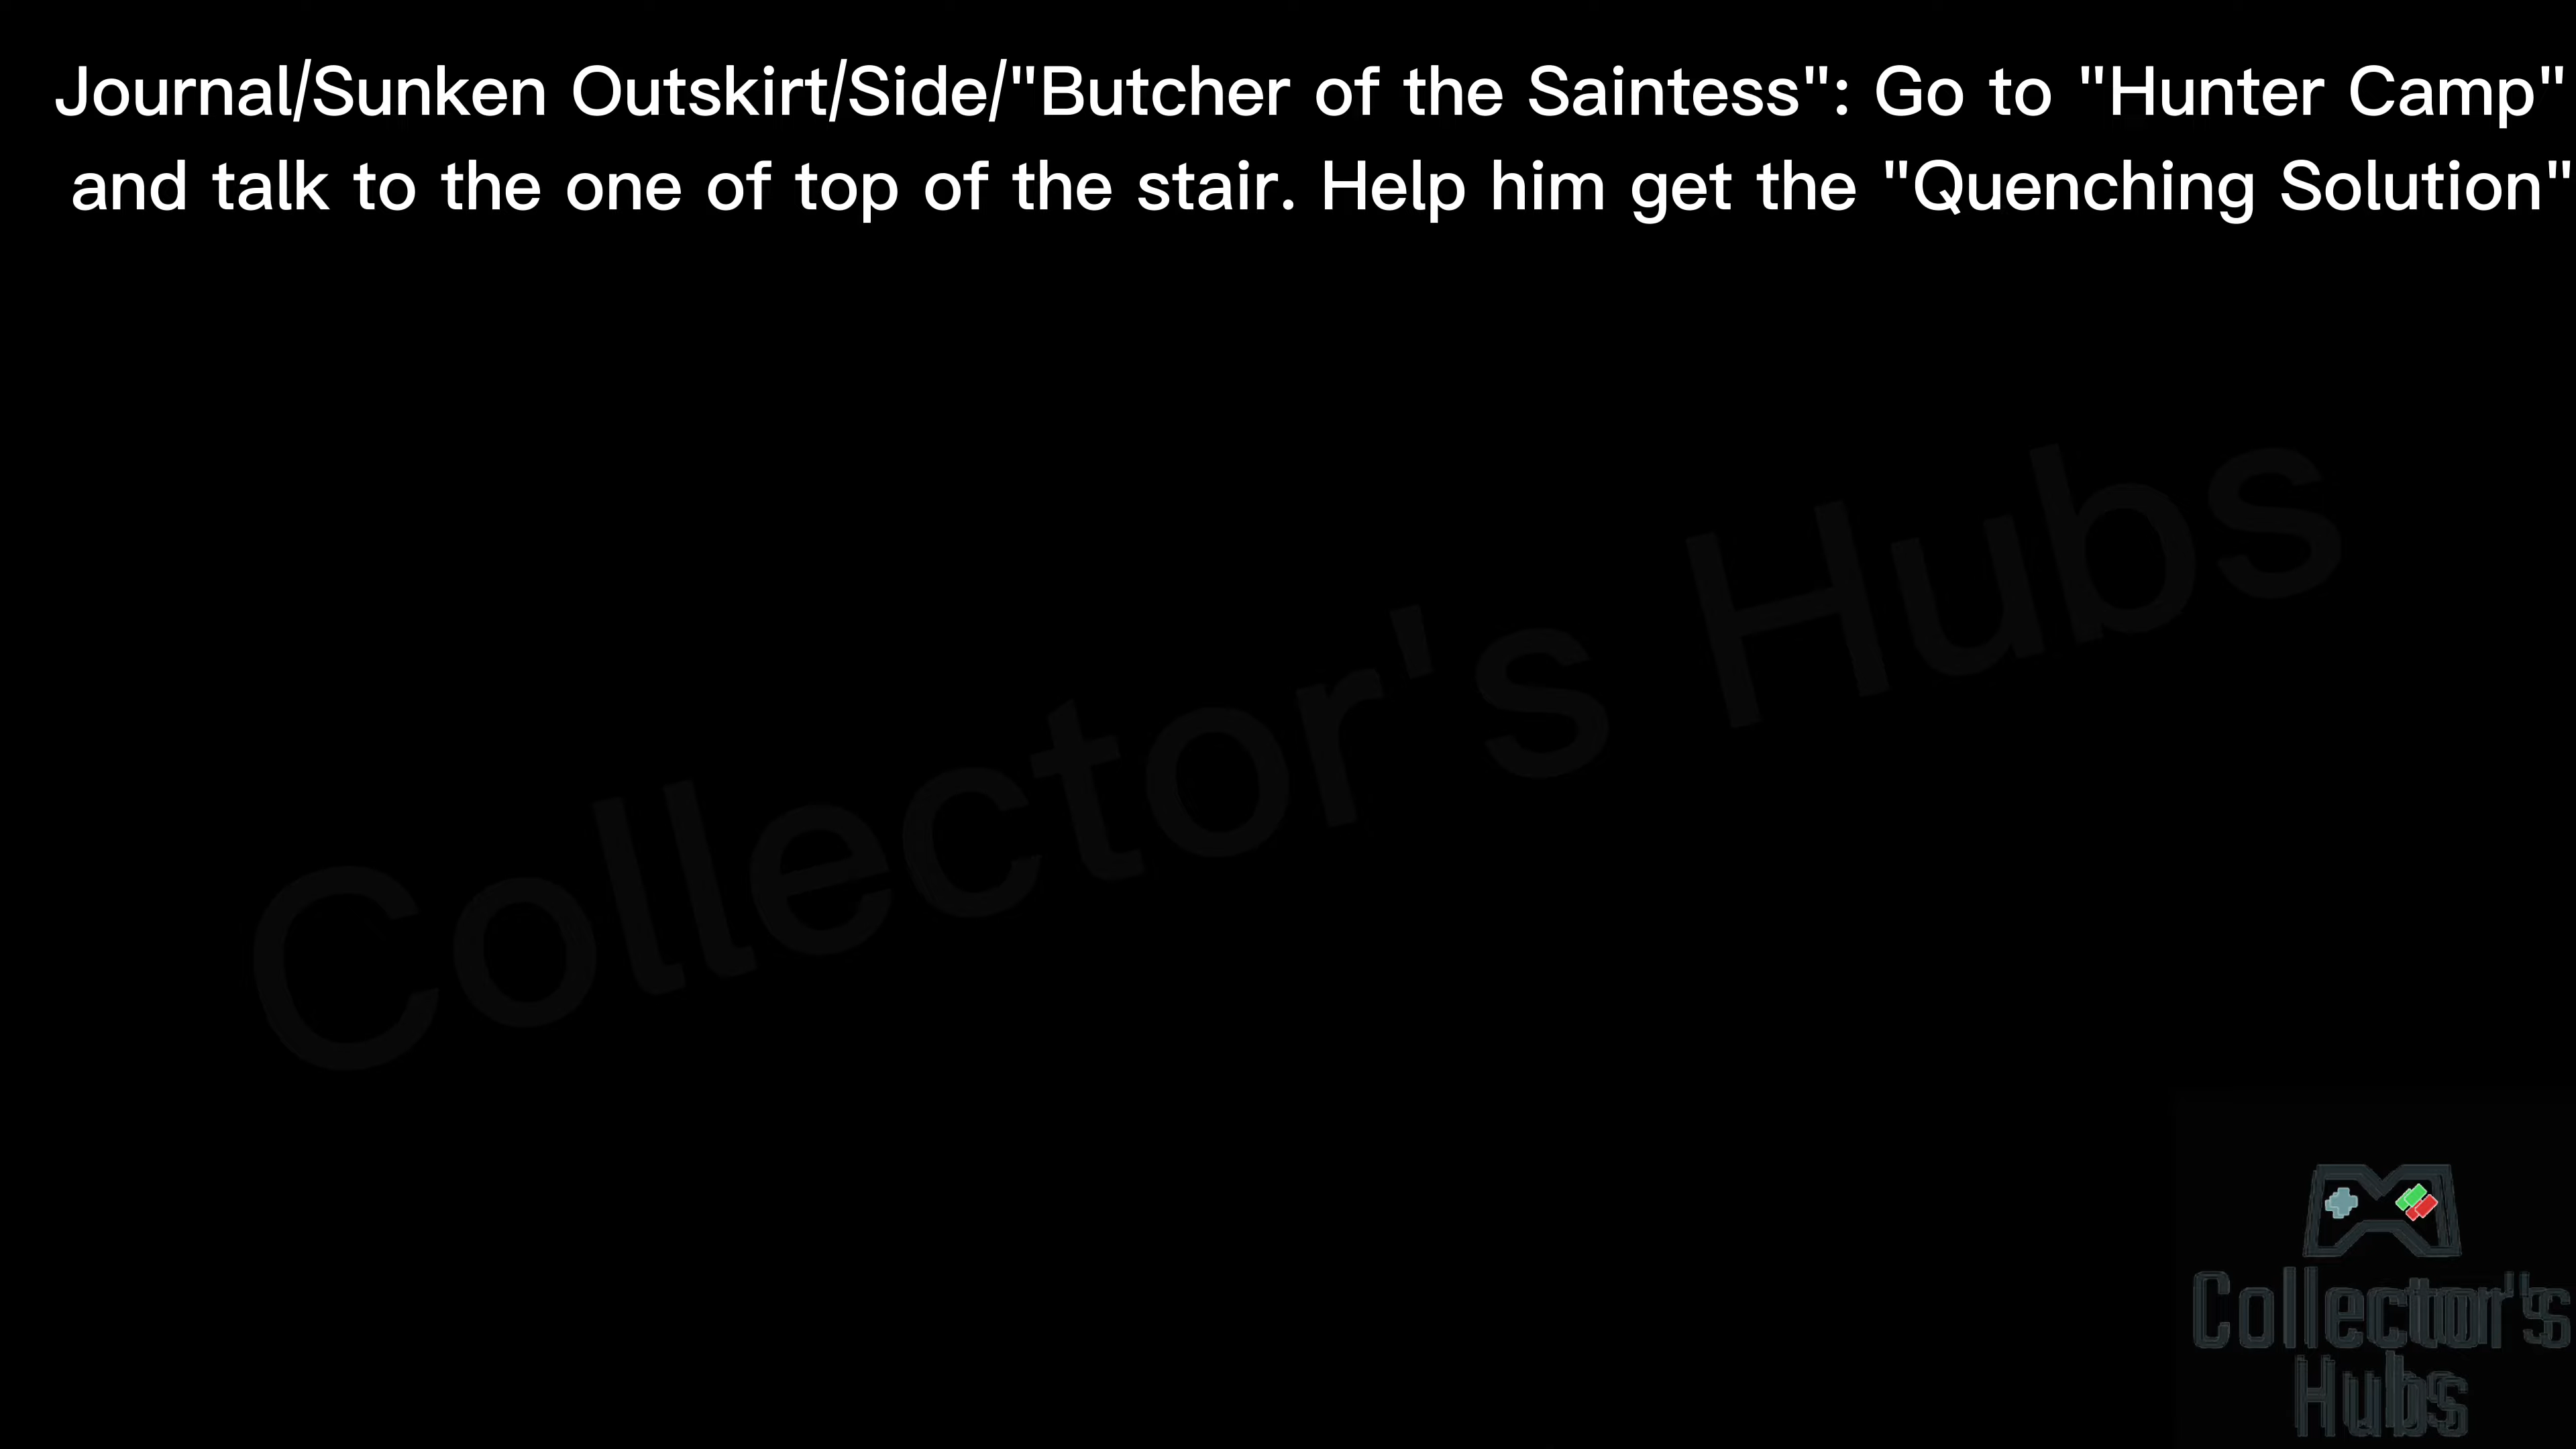 Journal/Sunken Outskirt/Side/"Butcher of the Saintess": Go to "Hunter Camp"
and talk to the one of top of the stair. Help him get the "Quenching Solution"
Collector's Hubs
Collector's
Hubs